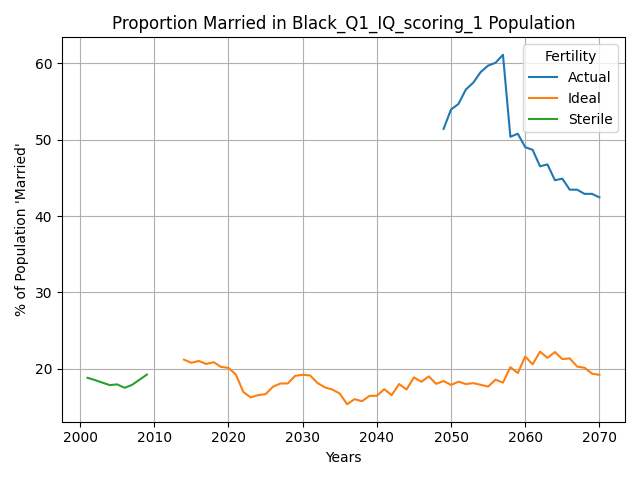 Proportion Married in Black_Q1_IQ_scoring_1 Population
% of Population 'Married'
60
50
40
30
20
Fertility
Actual
Ideal
Sterile
2000 2010 2020 2030 2040 2050 2060 2070
Years